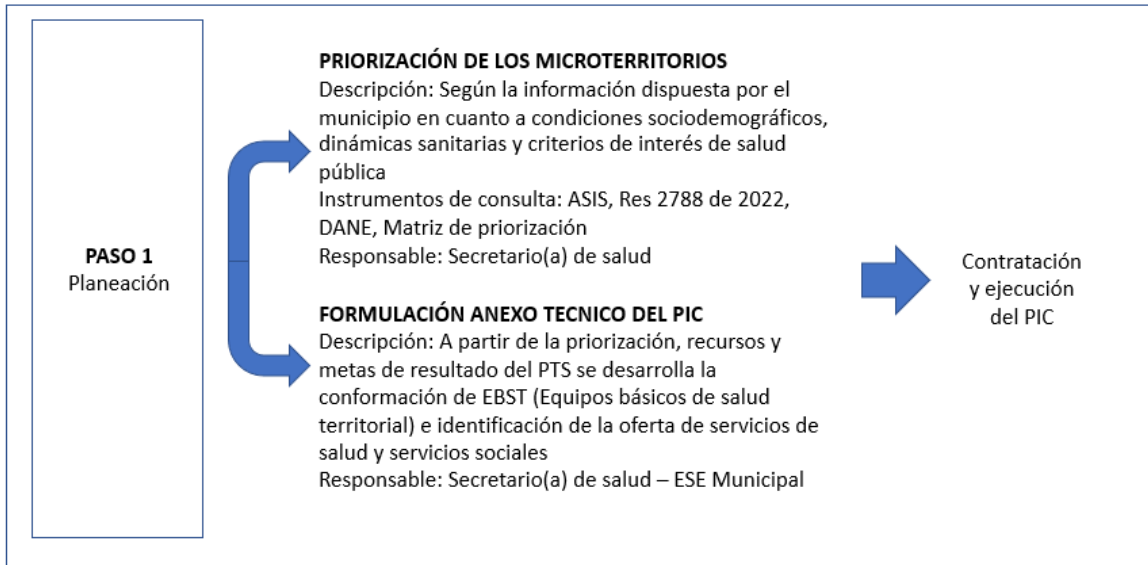 PASO 1
Planeación
PRIORIZACIÓN DE LOS MICROTERRITORIOS
Descripción: Según la información dispuesta por el
municipio en cuanto a condiciones sociodemográficos,
dinámicas sanitarias y criterios de interés de salud
pública
Instrumentos de consulta: ASIS, Res 2788 de 2022,
DANE, Matriz de priorización
Responsable: Secretario(a) de salud
FORMULACIÓN ANEXO TECNICO DEL PIC
Descripción: A partir de la priorización, recursos y
metas de resultado del PTS se desarrolla la
conformación de EBST (Equipos básicos de salud
territorial) e identificación de la oferta de servicios de
salud y servicios sociales
Responsable: Secretario(a) de salud – ESE Municipal
Contratación
y ejecución
del PIC